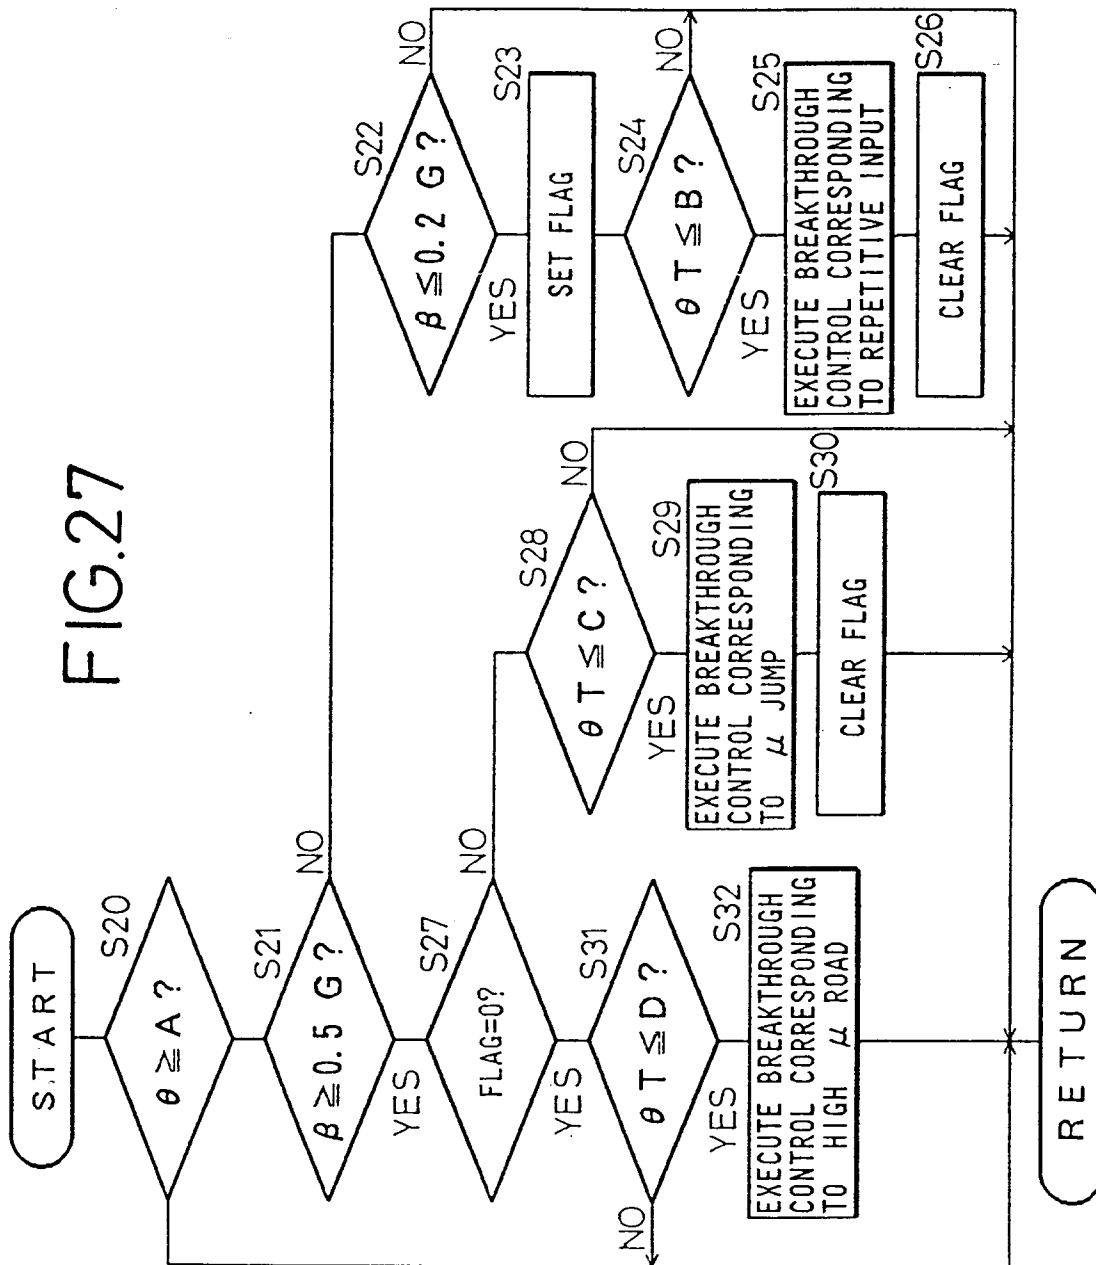 FIG.27
START
θ ≧ A ?
S20
β ≧ 0.5 G ?
S21
NO
YES
β ≦ 0.2 G ?
S22
NO
YES
SET FLAG
S23
θ T ≦ B ?
S24
NO
YES
EXECUTE BREAKTHROUGH
CONTROL CORRESPONDING
TO REPETITIVE INPUT
S25
CLEAR FLAG
S26
FLAG=0?
S27
NO
YES
θ T ≦ C ?
S28
NO
YES
EXECUTE BREAKTHROUGH
CONTROL CORRESPONDING
TO μ JUMP
S29
CLEAR FLAG
S30
θ T ≦ D ?
S31
NO
YES
EXECUTE BREAKTHROUGH
CONTROL CORRESPONDING
TO HIGH μ ROAD
S32
RETURN